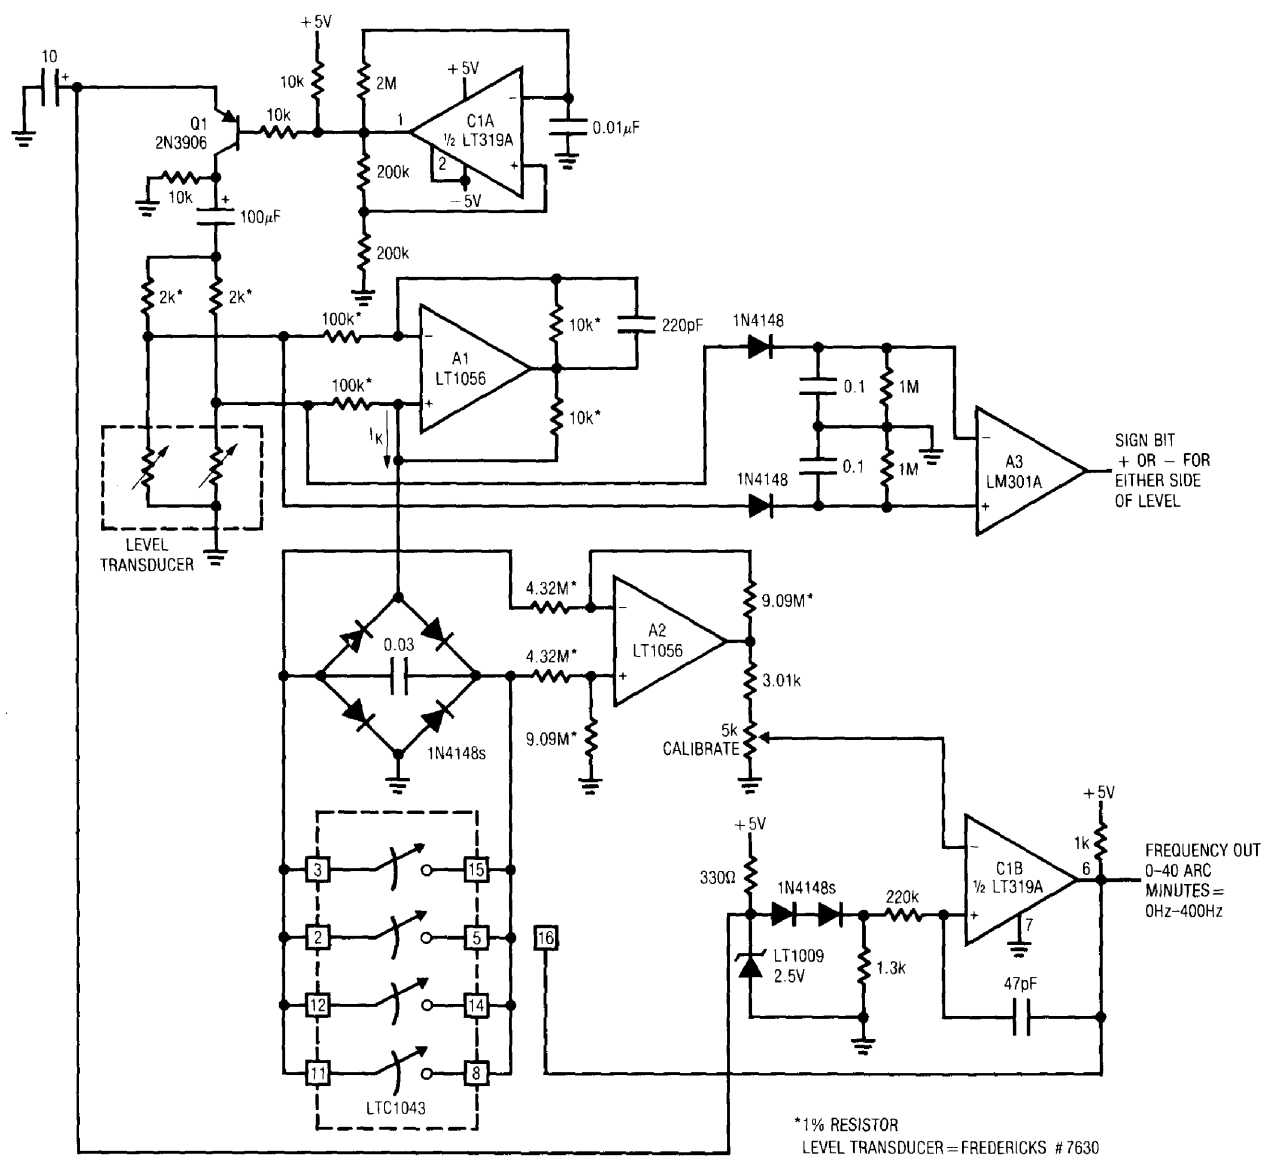 +5V
10
+
10k
2M
+5V
−
C1A
½ LT319A
1
2
+
−5V
0.01µF
Q1
2N3906
10k
200k
10k
+
100µF
200k
2k*
2k*
100k*
−
A1
LT1056
+
10k*
220pF
100k*
10k*
IK
1N4148
0.1
1M
0.1
1M
1N4148
−
A3
LM301A
+
SIGN BIT
+ OR − FOR
EITHER SIDE
OF LEVEL
LEVEL
TRANSDUCER
4.32M*
−
A2
LT1056
+
9.09M*
0.03
4.32M*
3.01k
1N4148s
9.09M*
5k
CALIBRATE
+5V
330Ω
1N4148s
220k
−
C1B
½ LT319A
+
7
+5V
1k
6
FREQUENCY OUT
0-40 ARC
MINUTES=
0Hz-400Hz
LT1009
2.5V
1.3k
47pF
3
15
2
5
16
12
14
11
8
LTC1043
*1% RESISTOR
LEVEL TRANSDUCER=FREDERICKS #7630